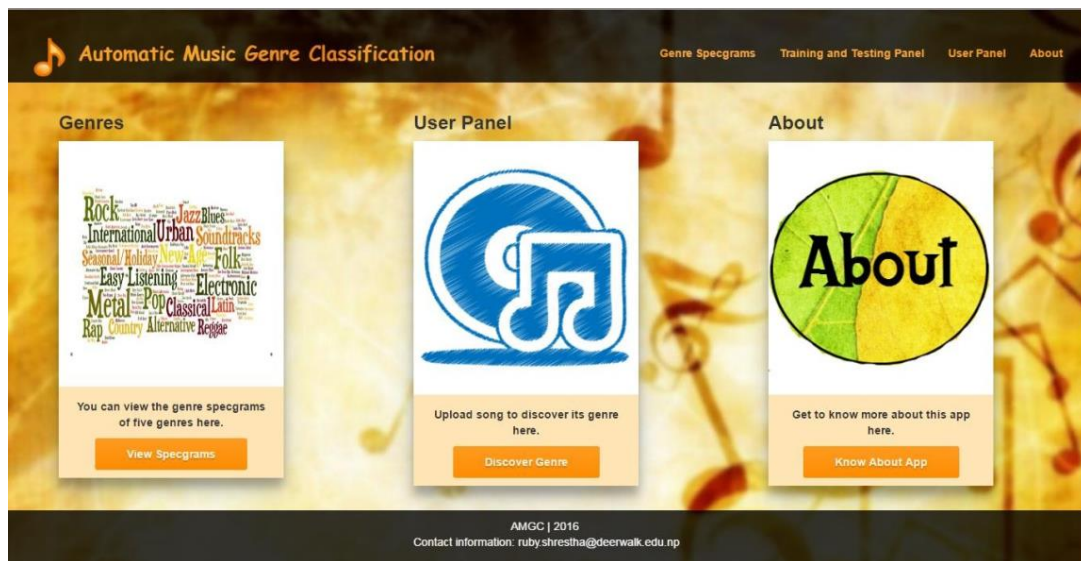 Automatic Music Genre Classification
Genre Specgrams Training and Testing Panel User Panel About
Genres
Rock
Jazz Blues
International Urban Soundtracks
Seasonal/Holiday New Age Folk
Easy Listening Electronic
Metal Pop Classical Latin
Rap Country Alternative Reggae
You can view the genre specgrams
of five genres here.
View Specgrams
User Panel
Upload song to discover its genre
here.
Discover Genre
About
About
Get to know more about this app
here.
Know About App
AMGC | 2016
Contact information: ruby.shrestha@deerwalk.edu.np